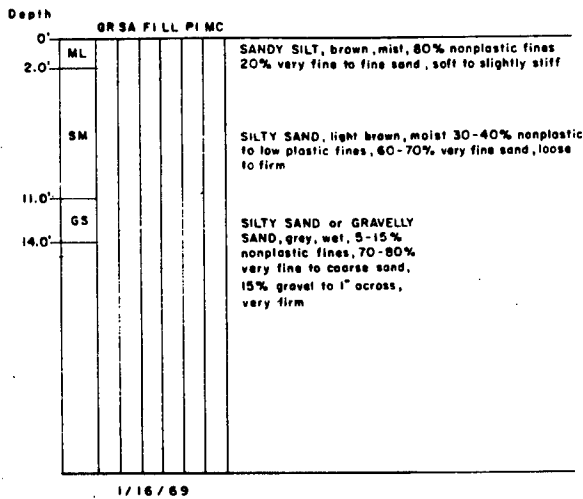 Depth
GR SA FI LL PI MC
0'
ML
SANDY SILT, brown, mist, 80% nonplastic fines
20% very fine to fine sand, soft to slightly stiff
2.0'
SM
SILTY SAND, light brown, moist 30-40% nonplastic
to low plastic fines, 60-70% very fine sand, loose
to firm
11.0'
GS
SILTY SAND or GRAVELLY
SAND, grey, wet, 5-15%
nonplastic fines, 70-80%
very fine to coarse sand,
15% gravel to 1" across,
very firm
14.0'
1/16/69